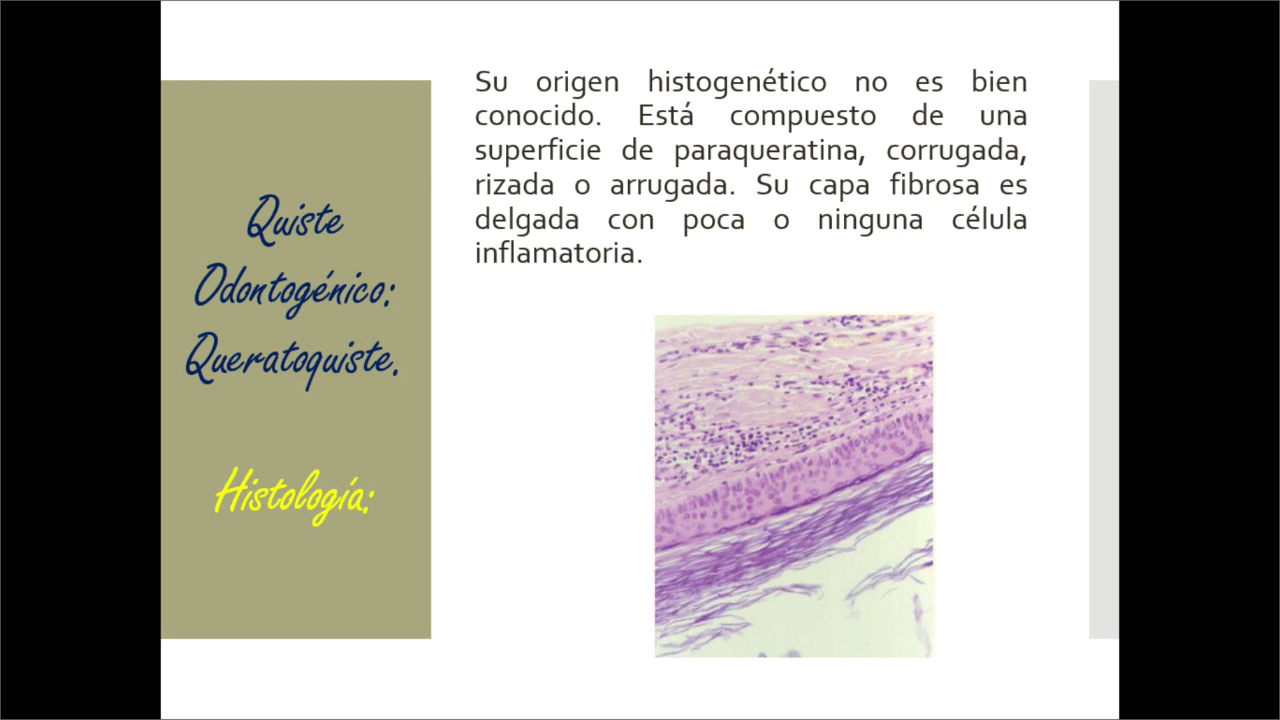 Quiste
Odontogénico:
Queratoquiste.
Histología:
Su origen histogenético no es bien
conocido. Está compuesto de una
superficie de paraqueratina, corrugada,
rizada o arrugada. Su capa fibrosa es
delgada con poca o ninguna célula
inflamatoria.